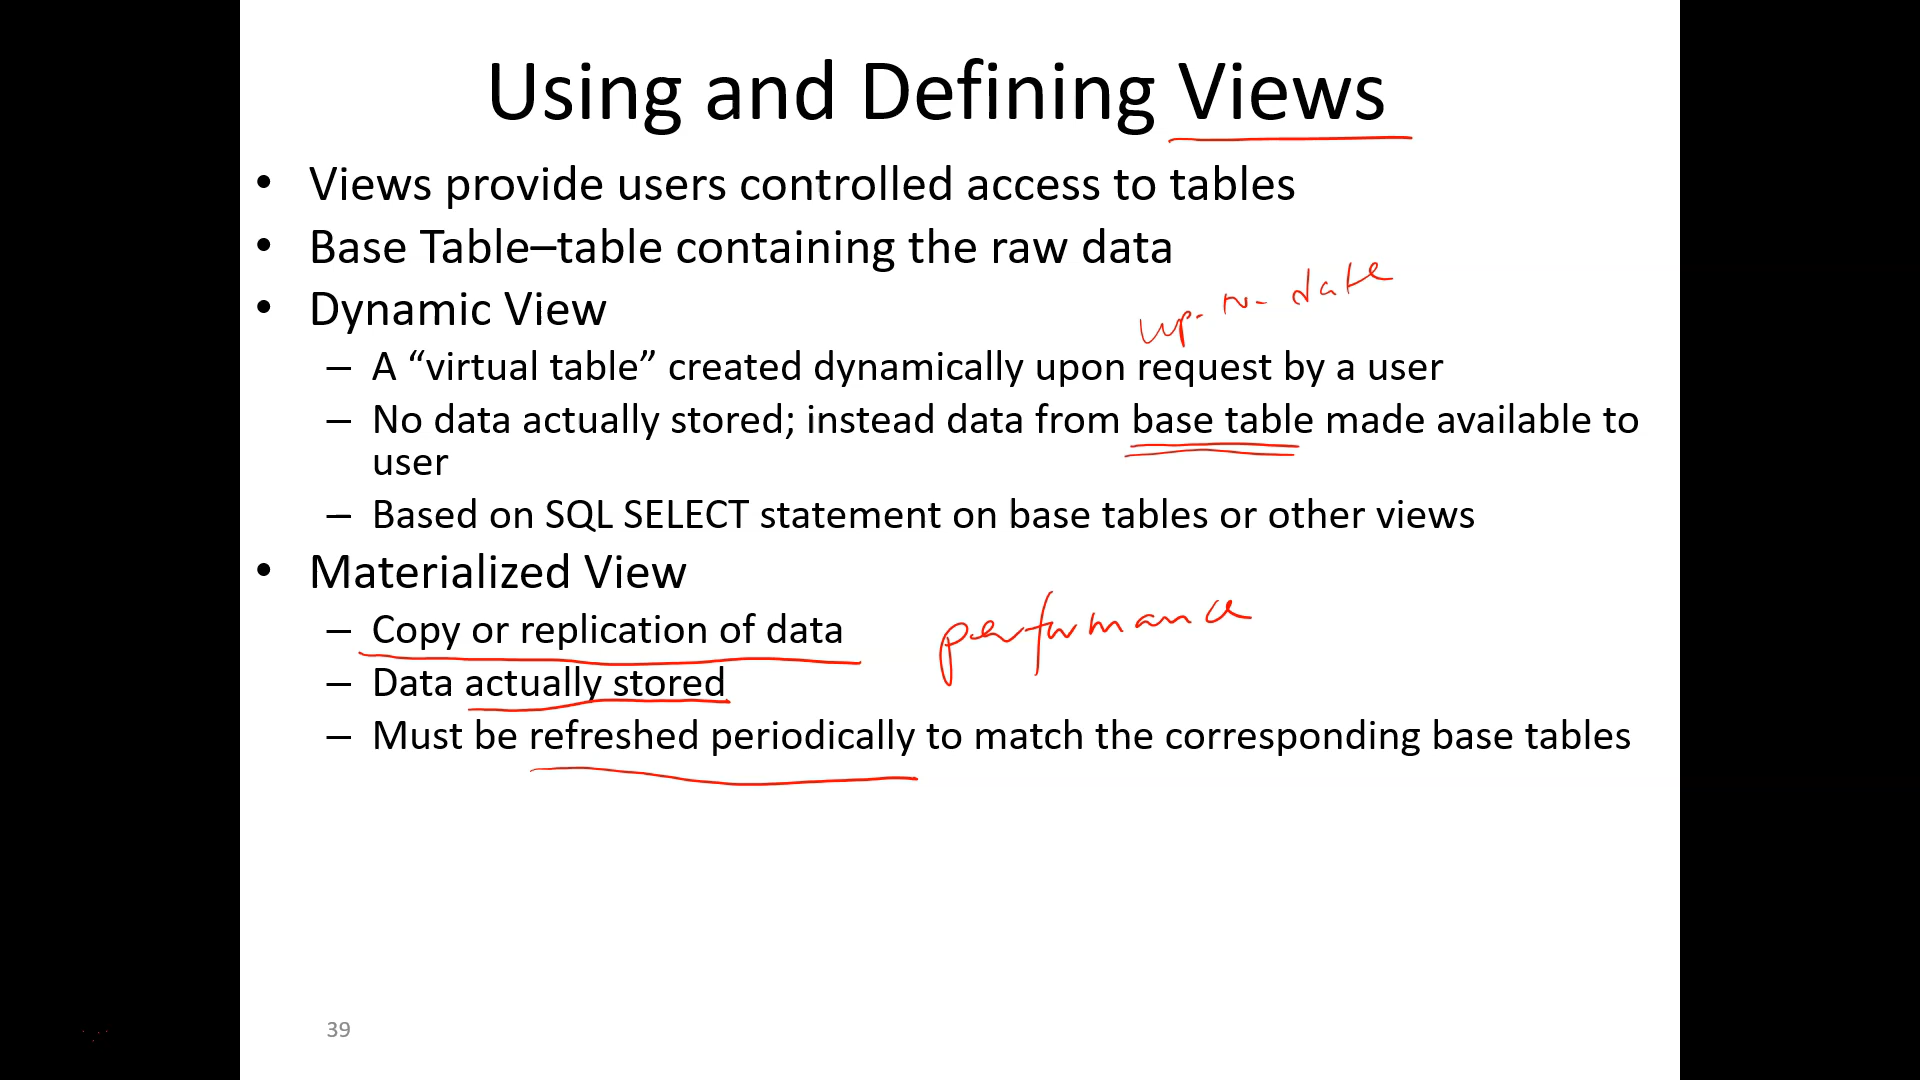 Using and Defining Views
• Views provide users controlled access to tables
• Base Table–table containing the raw data
• Dynamic View
up-to-date
– A “virtual table” created dynamically upon request by a user
– No data actually stored; instead data from base table made available to
user
– Based on SQL SELECT statement on base tables or other views
• Materialized View
– Copy or replication of data
performance
– Data actually stored
– Must be refreshed periodically to match the corresponding base tables
39